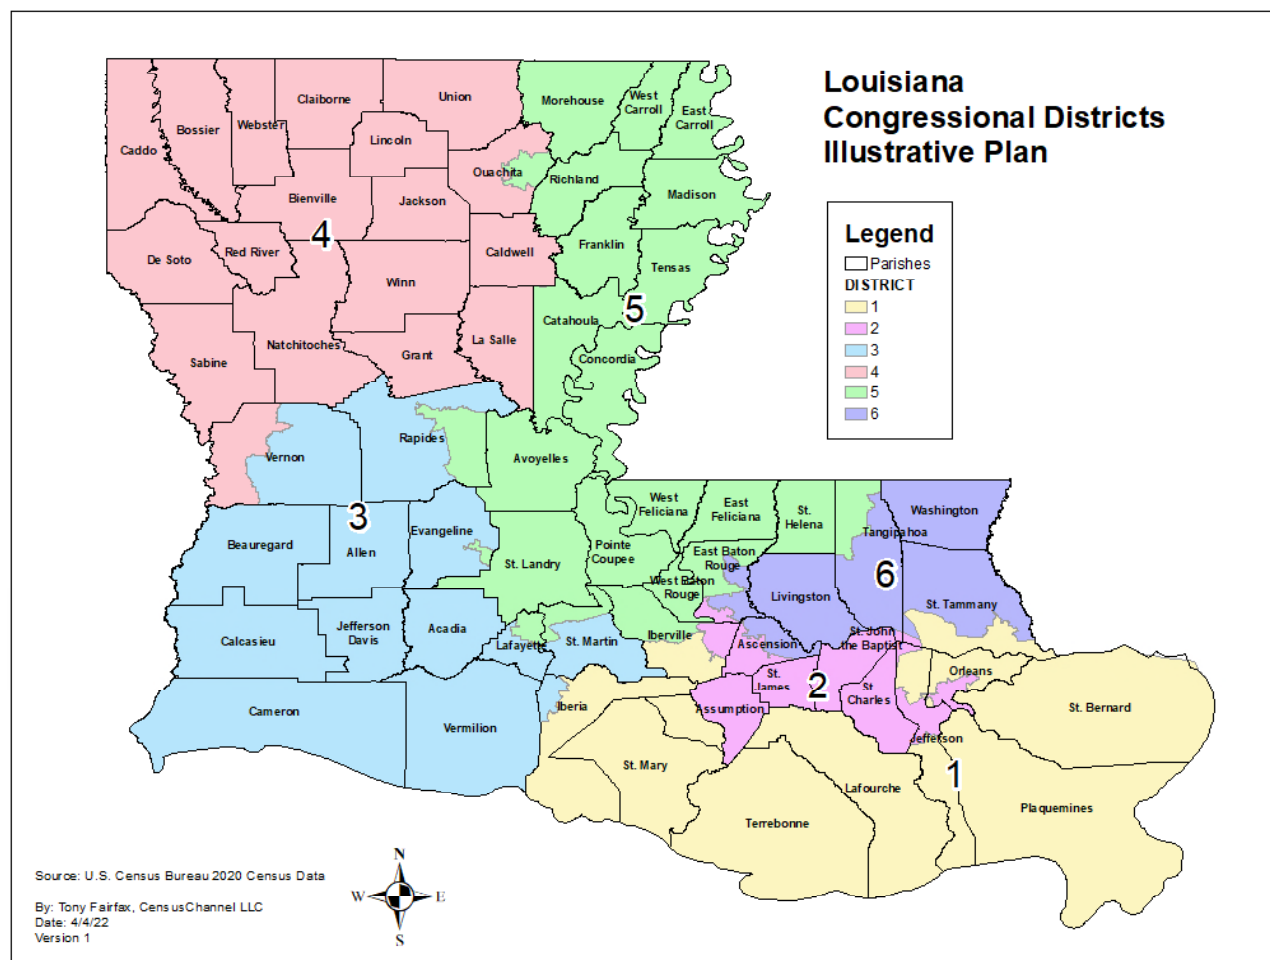 Louisiana
Congressional Districts
Illustrative Plan
Legend
Parishes
DISTRICT
1
2
3
4
5
6
Caddo
Bossier
Webster
Claiborne
Union
Lincoln
Morehouse
West
Carroll
East
Carroll
Ouachita
Richland
Madison
Bienville
Jackson
De Soto
Red River
4
Caldwell
Franklin
Tensas
Winn
Catahoula
5
Sabine
Natchitoches
Grant
La Salle
Concordia
Vernon
Rapides
Avoyelles
3
Beauregard
Allen
Evangeline
St. Landry
Pointe
Coupee
West
Feliciana
East
Feliciana
St.
Helena
Tangipahoa
Washington
East Baton
Rouge
West Baton
Rouge
Livingston
6
St. Tammany
Calcasieu
Jefferson
Davis
Acadia
Lafayette
St. Martin
Iberville
Ascension
St. John
the Baptist
Orleans
St. Bernard
Cameron
Vermilion
Iberia
Assumption
St.
James
2
St.
Charles
Jefferson
St. Mary
Terrebonne
Lafourche
1
Plaquemines
Source: U.S. Census Bureau 2020 Census Data
By: Tony Fairfax, CensusChannel LLC
Date: 4/4/22
Version 1
N
W
E
S